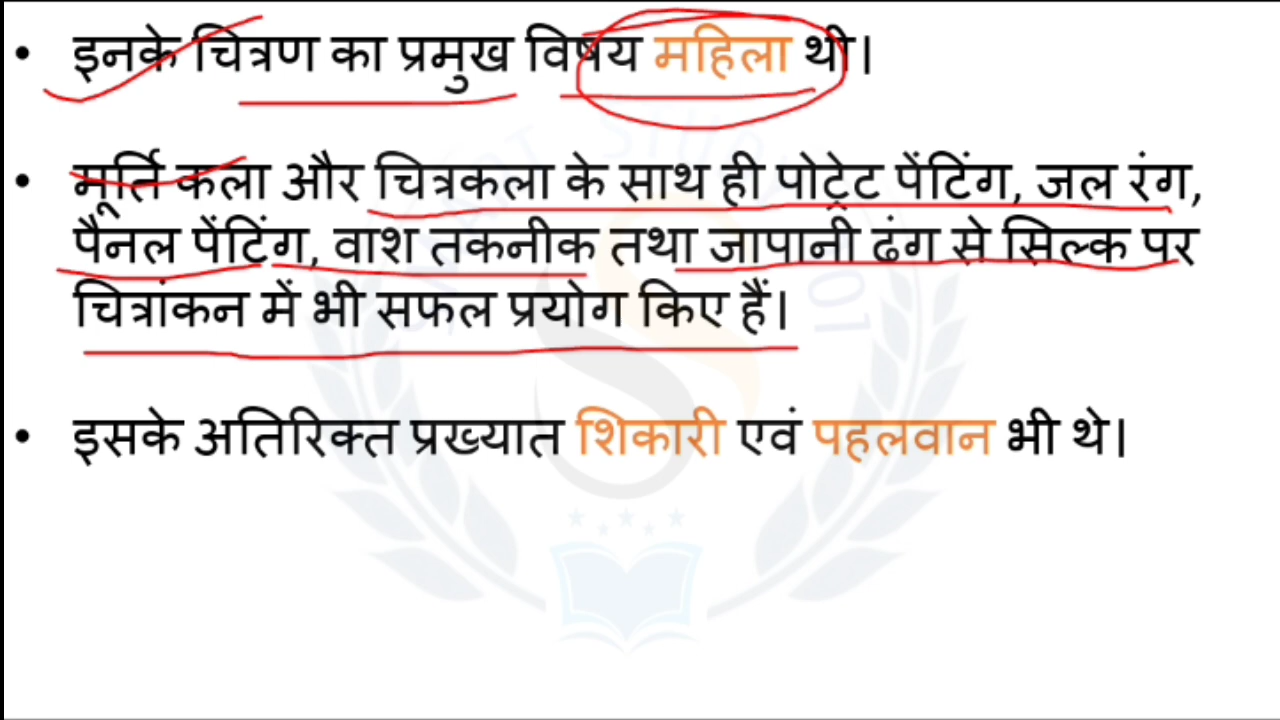 • इनके चित्रण का प्रमुख विषय महिला थी।
• मूर्ति कला और चित्रकला के साथ ही पोट्रेट पेंटिंग, जल रंग,
पैनल पेंटिंग, वाश तकनीक तथा जापानी ढंग से सिल्क पर
चित्रांकन में भी सफल प्रयोग किए हैं।
• इसके अतिरिक्त प्रख्यात शिकारी एवं पहलवान भी थे।